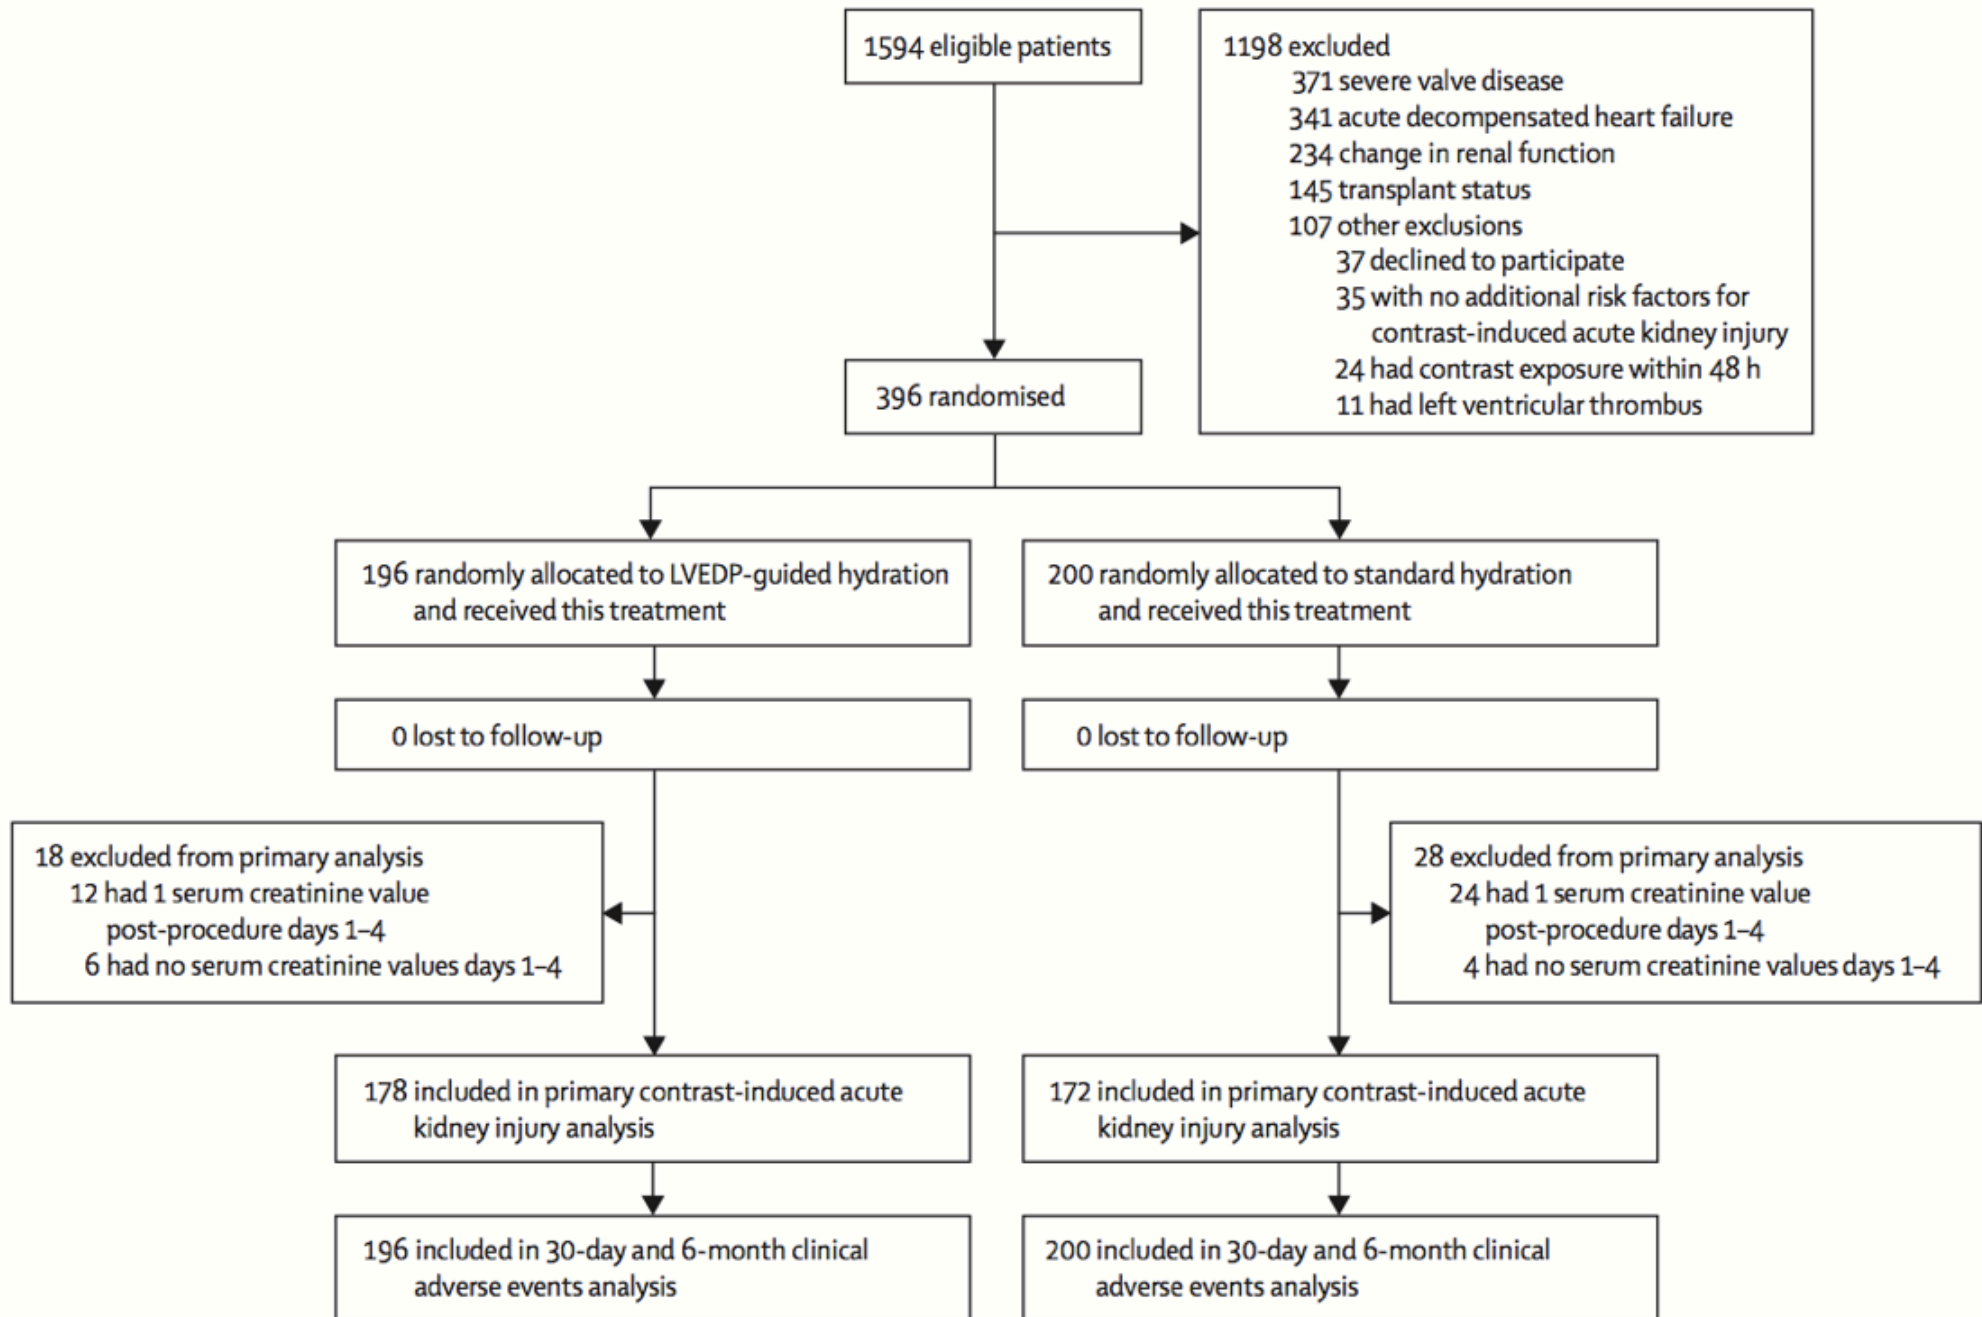 1594 eligible patients
1198 excluded
371 severe valve disease
341 acute decompensated heart failure
234 change in renal function
145 transplant status
107 other exclusions
37 declined to participate
35 with no additional risk factors for
contrast-induced acute kidney injury
24 had contrast exposure within 48 h
11 had left ventricular thrombus
396 randomised
196 randomly allocated to LVEDP-guided hydration
and received this treatment
200 randomly allocated to standard hydration
and received this treatment
0 lost to follow-up
0 lost to follow-up
18 excluded from primary analysis
12 had 1 serum creatinine value
post-procedure days 1–4
6 had no serum creatinine values days 1–4
28 excluded from primary analysis
24 had 1 serum creatinine value
post-procedure days 1–4
4 had no serum creatinine values days 1–4
178 included in primary contrast-induced acute
kidney injury analysis
172 included in primary contrast-induced acute
kidney injury analysis
196 included in 30-day and 6-month clinical
adverse events analysis
200 included in 30-day and 6-month clinical
adverse events analysis